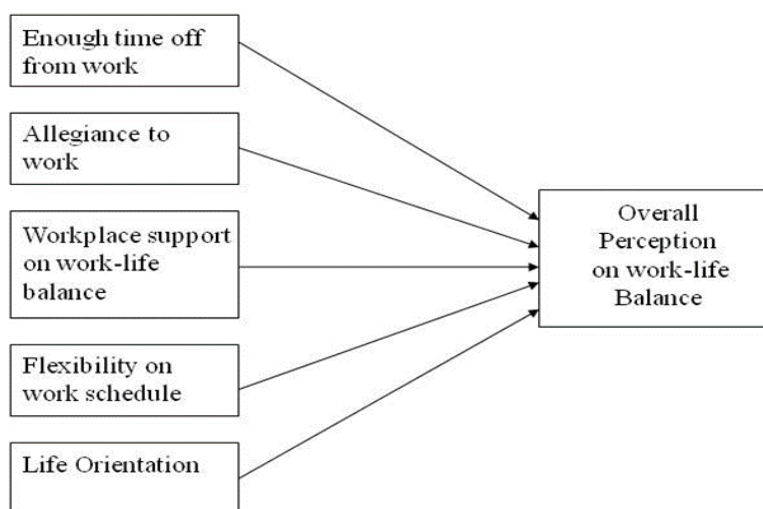 Enough time off
from work
Allegiance to
work
Workplace support
on work-life
balance
Flexibility on
work schedule
Life Orientation
Overall
Perception
on work-life
Balance